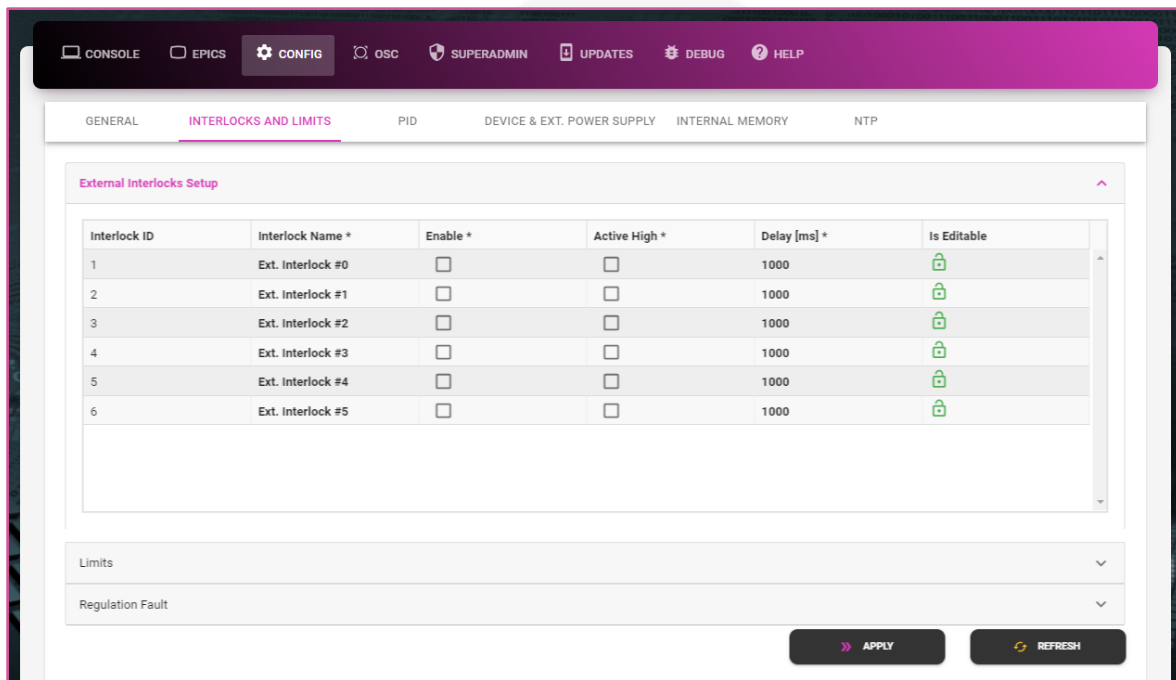 CONSOLE EPICS CONFIG OSC SUPERADMIN UPDATES DEBUG HELP
GENERAL INTERLOCKS AND LIMITS PID DEVICE & EXT. POWER SUPPLY INTERNAL MEMORY NTP
External Interlocks Setup
Interlock ID Interlock Name * Enable * Active High * Delay [ms] * Is Editable
1 Ext. Interlock #0 1000
2 Ext. Interlock #1 1000
3 Ext. Interlock #2 1000
4 Ext. Interlock #3 1000
5 Ext. Interlock #4 1000
6 Ext. Interlock #5 1000
Limits
Regulation Fault
APPLY REFRESH